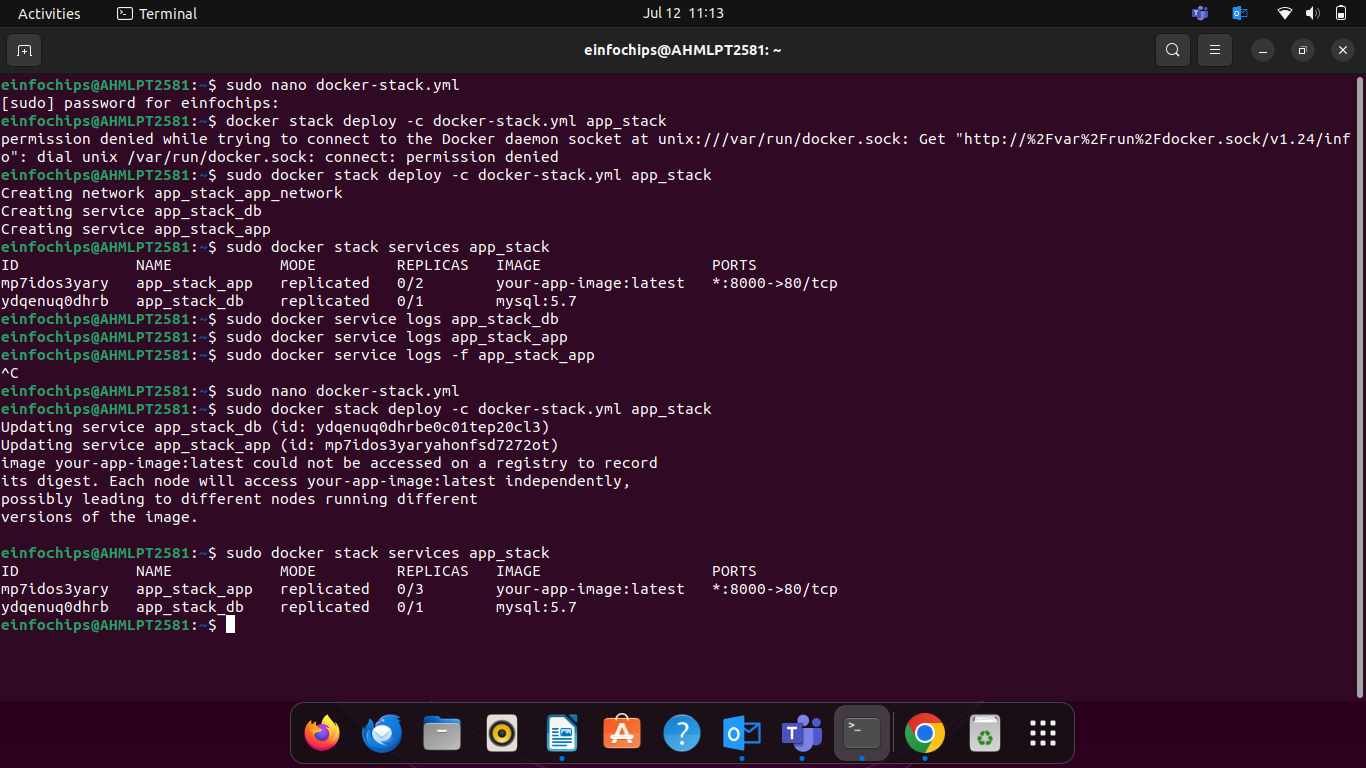 Activities
Terminal
Jul 12 11:13
einfochips@AHMLPT2581: ~
einfochips@AHMLPT2581:~$ sudo nano docker-stack.yml
[sudo] password for einfochips:
einfochips@AHMLPT2581:~$ docker stack deploy -c docker-stack.yml app_stack
permission denied while trying to connect to the Docker daemon socket at unix:///var/run/docker.sock: Get "http://%2Fvar%2Frun%2Fdocker.sock/v1.24/inf
o": dial unix /var/run/docker.sock: connect: permission denied
einfochips@AHMLPT2581:~$ sudo docker stack deploy -c docker-stack.yml app_stack
Creating network app_stack_app_network
Creating service app_stack_db
Creating service app_stack_app
einfochips@AHMLPT2581:~$ sudo docker stack services app_stack
ID             NAME            MODE         REPLICAS   IMAGE                   PORTS
mp7idos3yary   app_stack_app   replicated   0/2        your-app-image:latest   *:8000->80/tcp
ydqenuq0dhrb   app_stack_db    replicated   0/1        mysql:5.7
einfochips@AHMLPT2581:~$ sudo docker service logs app_stack_db
einfochips@AHMLPT2581:~$ sudo docker service logs app_stack_app
einfochips@AHMLPT2581:~$ sudo docker service logs -f app_stack_app
^C
einfochips@AHMLPT2581:~$ sudo nano docker-stack.yml
einfochips@AHMLPT2581:~$ sudo docker stack deploy -c docker-stack.yml app_stack
Updating service app_stack_db (id: ydqenuq0dhrbe0c01tep20cl3)
Updating service app_stack_app (id: mp7idos3yaryahonfsd7272ot)
image your-app-image:latest could not be accessed on a registry to record
its digest. Each node will access your-app-image:latest independently,
possibly leading to different nodes running different
versions of the image.
einfochips@AHMLPT2581:~$ sudo docker stack services app_stack
ID             NAME            MODE         REPLICAS   IMAGE                   PORTS
mp7idos3yary   app_stack_app   replicated   0/3        your-app-image:latest   *:8000->80/tcp
ydqenuq0dhrb   app_stack_db    replicated   0/1        mysql:5.7
einfochips@AHMLPT2581:~$